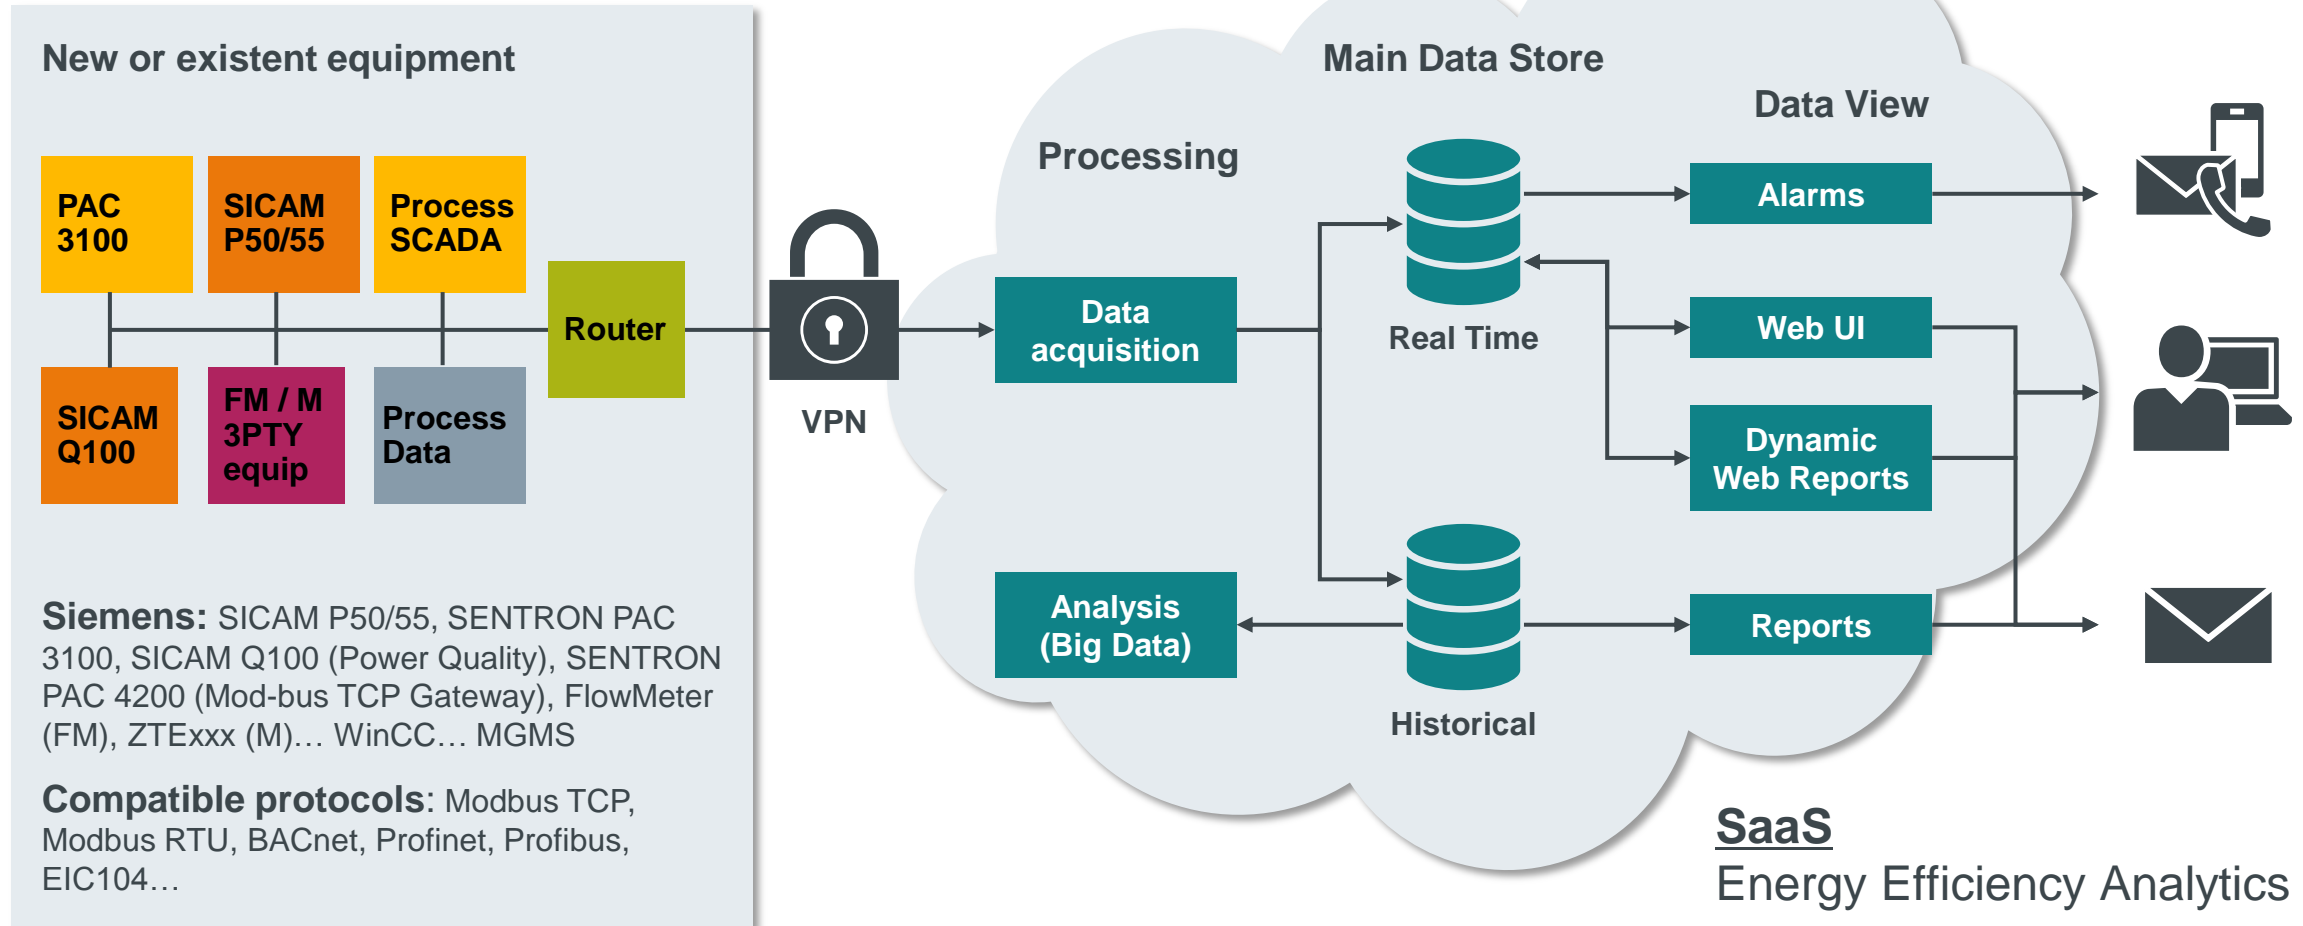 New or existent equipment
PAC
3100
SICAM
P50/55
Process
SCADA
Router
SICAM
Q100
FM / M
3PTY
equip
Process
Data
Siemens: SICAM P50/55, SENTRON PAC
3100, SICAM Q100 (Power Quality), SENTRON
PAC 4200 (Mod-bus TCP Gateway), FlowMeter
(FM), ZTExxx (M)… WinCC… MGMS
Compatible protocols: Modbus TCP,
Modbus RTU, BACnet, Profinet, Profibus,
EIC104…
VPN
Processing
Data
acquisition
Analysis
(Big Data)
Main Data Store
Real Time
Historical
Data View
Alarms
Web UI
Dynamic
Web Reports
Reports
SaaS
Energy Efficiency Analytics